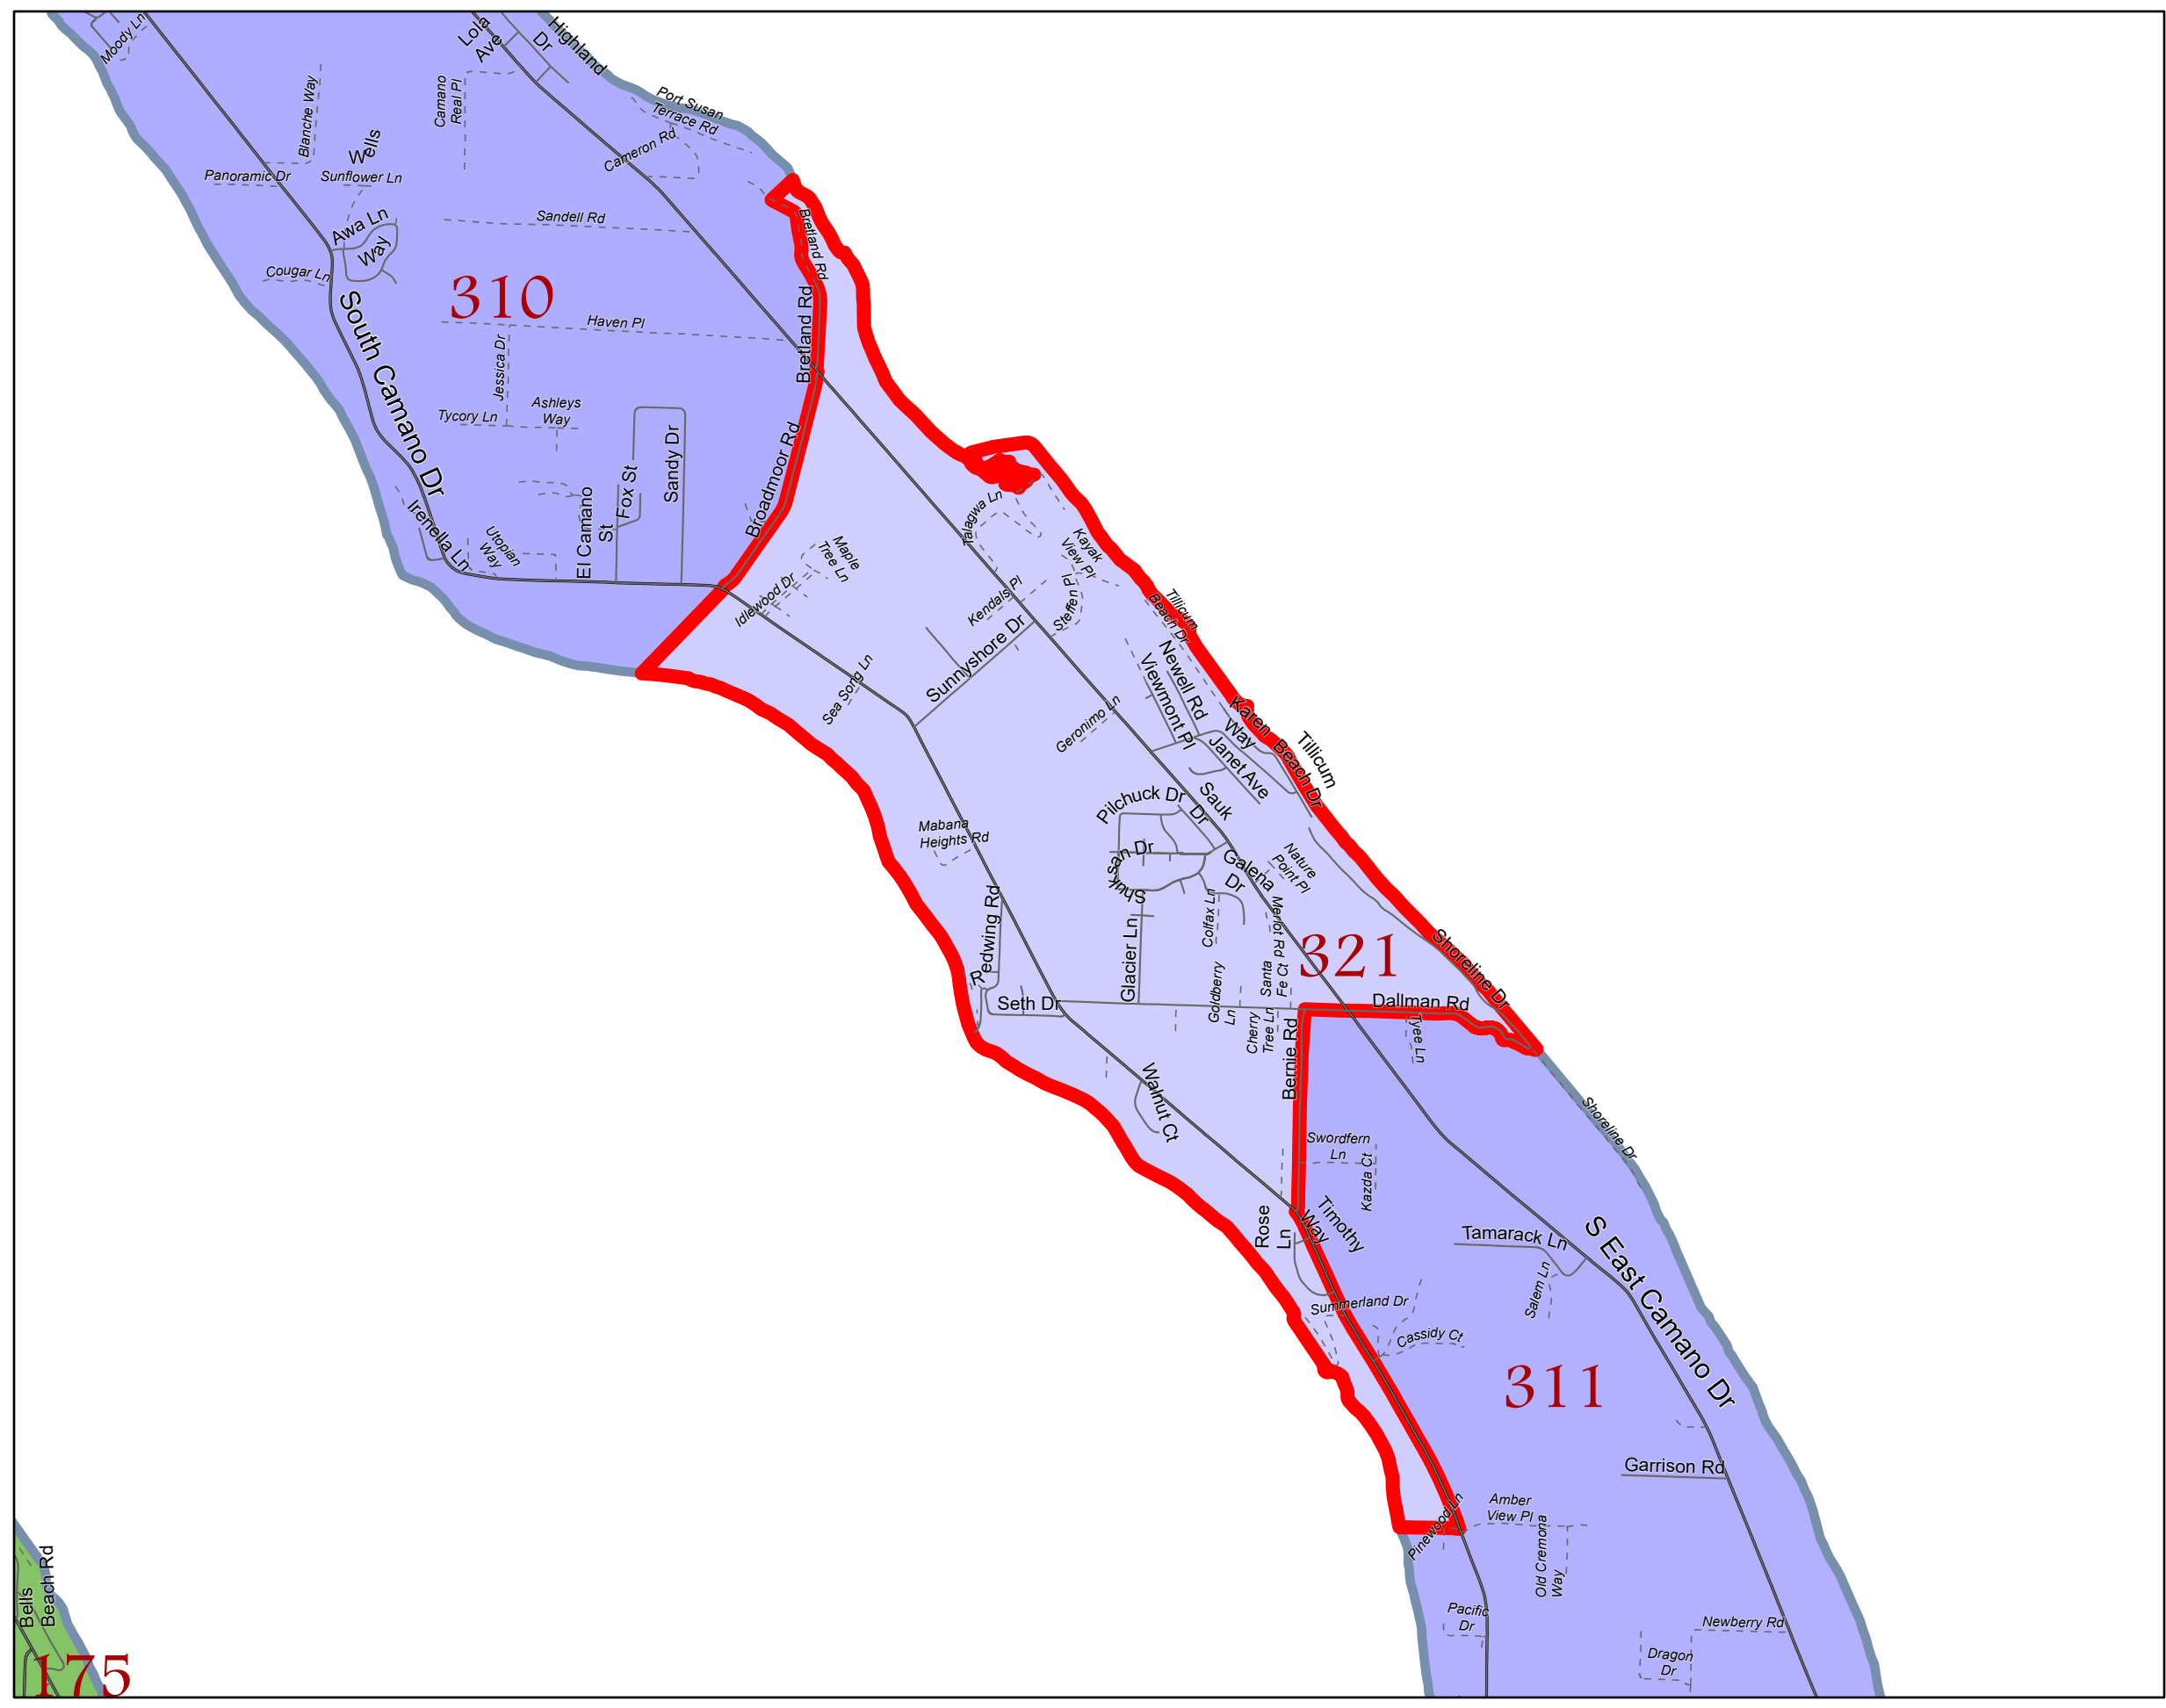 Moody Ln
Lola
Ave
Dr
Highland
Blanche Way
Camano
Real Pl
Port Susan
Terrace Rd
Cameron Rd
Wells
Panoramic Dr
Sunflower Ln
Awa Ln
Way
Sandell Rd
Bretland Rd
Cougar Ln
310
South Camano Dr
Haven Pl
Bretland Rd
Jessica Dr
Tycory Ln
Ashleys
Way
Sandy Dr
Fox St
Broadmoor Rd
Irenella Ln
Utopian
Way
El Camano
St
Talagwa Ln
Kayak
View Pl
Maple
Tree Ln
Idlewood Dr
Kendals Pl
Steffen Pl
Sunnyshore Dr
Tillicum
Beach Dr
Sea Song Ln
Newell Rd
Viewmont Pl
Geronimo Ln
Karen
Way
Janet Ave
Tillicum
Beach Dr
Sauk
Dr
Pilchuck Dr
Mabana
Heights Rd
Shuksan Dr
Galena
Dr
Nature
Point Pl
Redwing Rd
Colfax Ln
Merlot Rd
Glacier Ln
321
Shoreline Dr
Goldberry
Ln
Santa
Fe Ct
Seth Dr
Dallman Rd
Cherry
Tree Ln
Bernie Rd
Tyee Ln
Walnut Ct
Shoreline Dr
Swordfern
Ln
Kazda Ct
Rose
Ln
Timothy
Way
Tamarack Ln
S East Camano Dr
Salem Ln
Summerland Dr
Cassidy Ct
311
Garrison Rd
Pinewood Ln
Amber
View Pl
Old Cremona
Way
Bells
Beach Rd
Pacific
Dr
Newberry Rd
Dragon
Dr
175